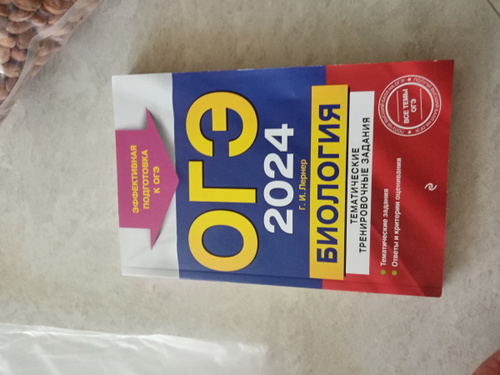 ЭФФЕКТИВНАЯ
ПОДГОТОВКА
К ОГЭ
ОГЭ
2024
Г. И. Лернер
БИОЛОГИЯ
ТЕМАТИЧЕСКИЕ
ТРЕНИРОВОЧНЫЕ ЗАДАНИЯ
ВСЕ ТЕМЫ
ОГЭ
Тематические задания
Ответы и критерии оценивания